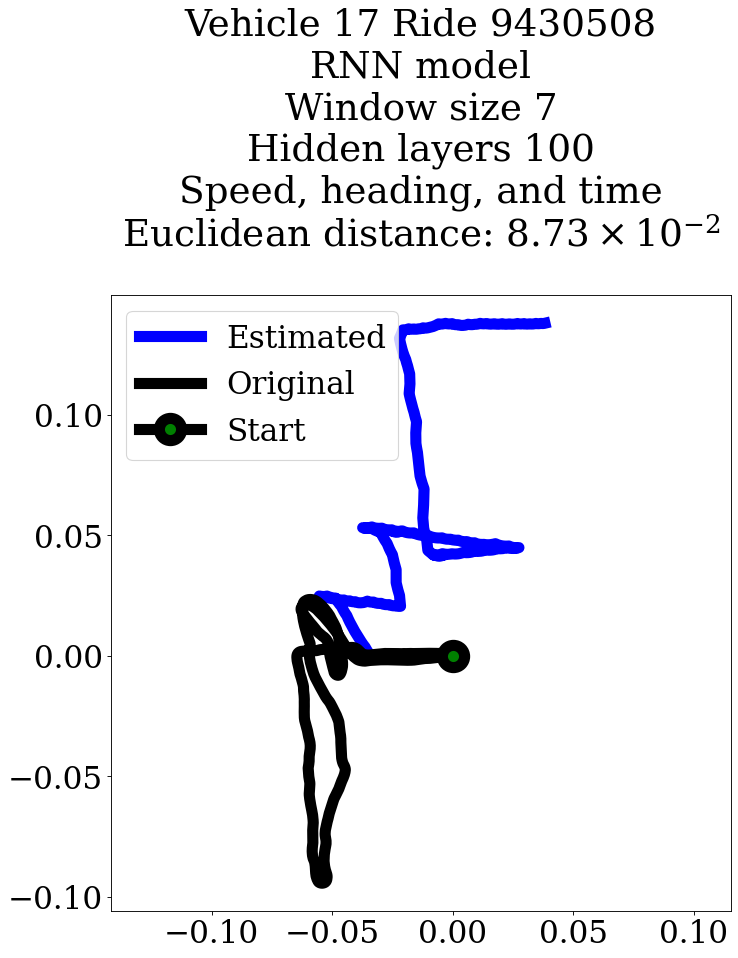 Vehicle 17 Ride 9430508
RNN model
Window size 7
Hidden layers 100
Speed, heading, and time
Euclidean distance: 8.73 × 10⁻²
Estimated
Original
Start
0.10
0.05
0.00
−0.05
−0.10
−0.10 −0.05 0.00 0.05 0.10